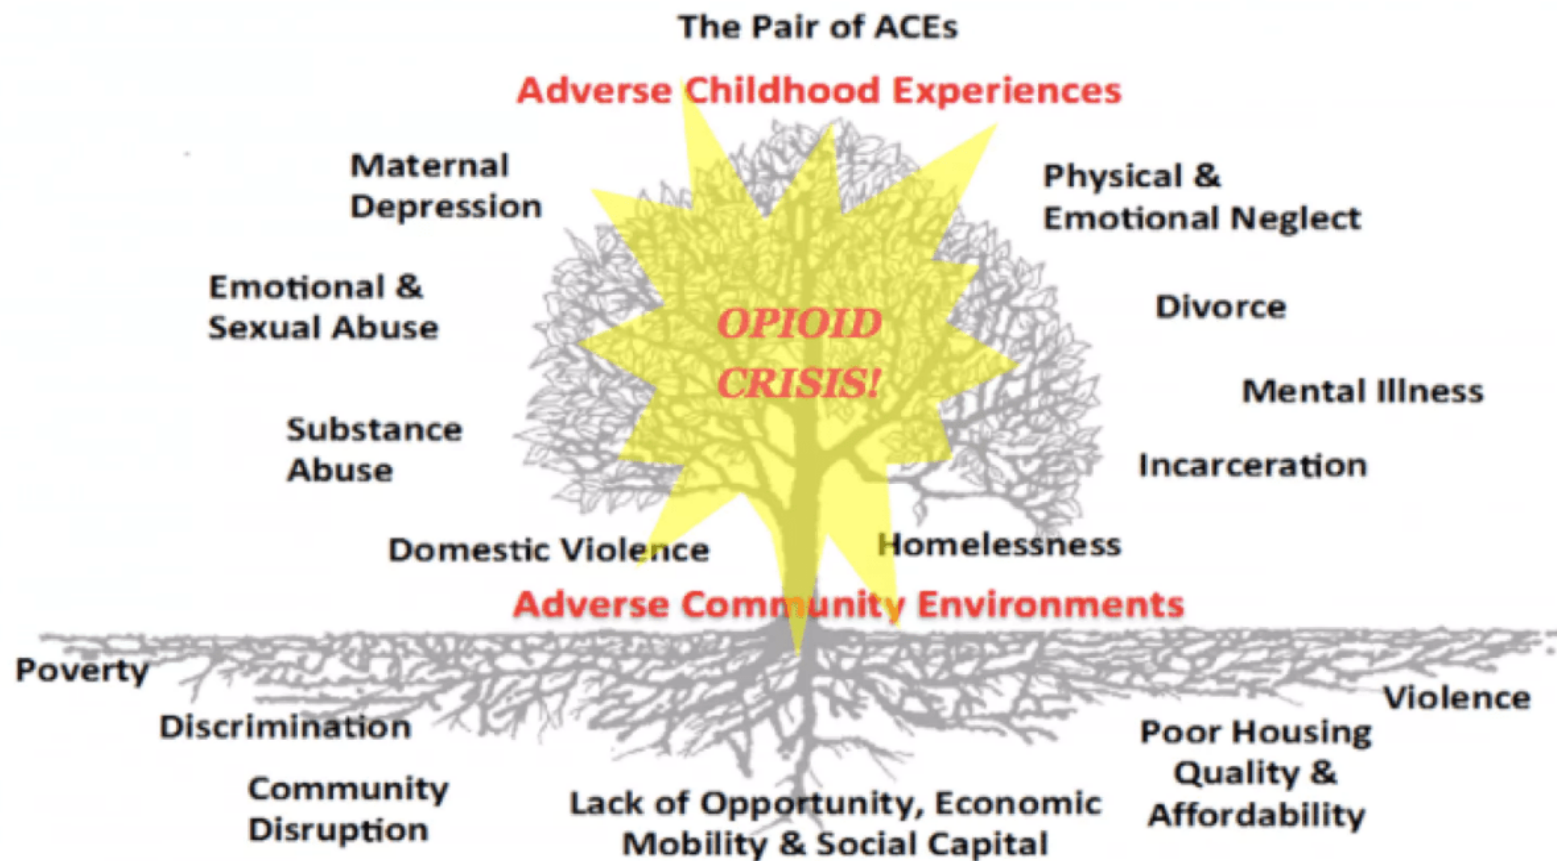 The Pair of ACEs
Adverse Childhood Experiences
Maternal
Depression
Physical &
Emotional Neglect
Emotional &
Sexual Abuse
Divorce
OPIOID
CRISIS!
Mental Illness
Substance
Abuse
Incarceration
Domestic Violence
Homelessness
Adverse Community Environments
Poverty
Violence
Discrimination
Poor Housing
Quality &
Affordability
Community
Disruption
Lack of Opportunity, Economic
Mobility & Social Capital